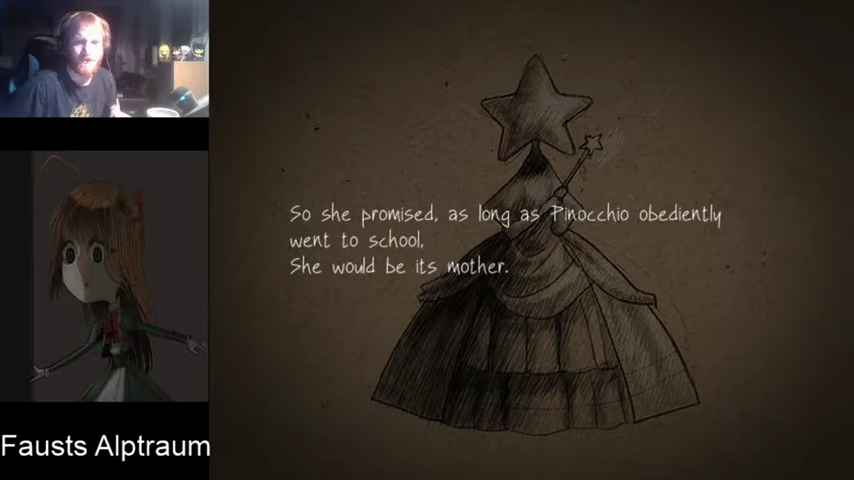 So she promised, as long as Pinocchio obediently
went to school,
She would be its mother.
Fausts Alptraum